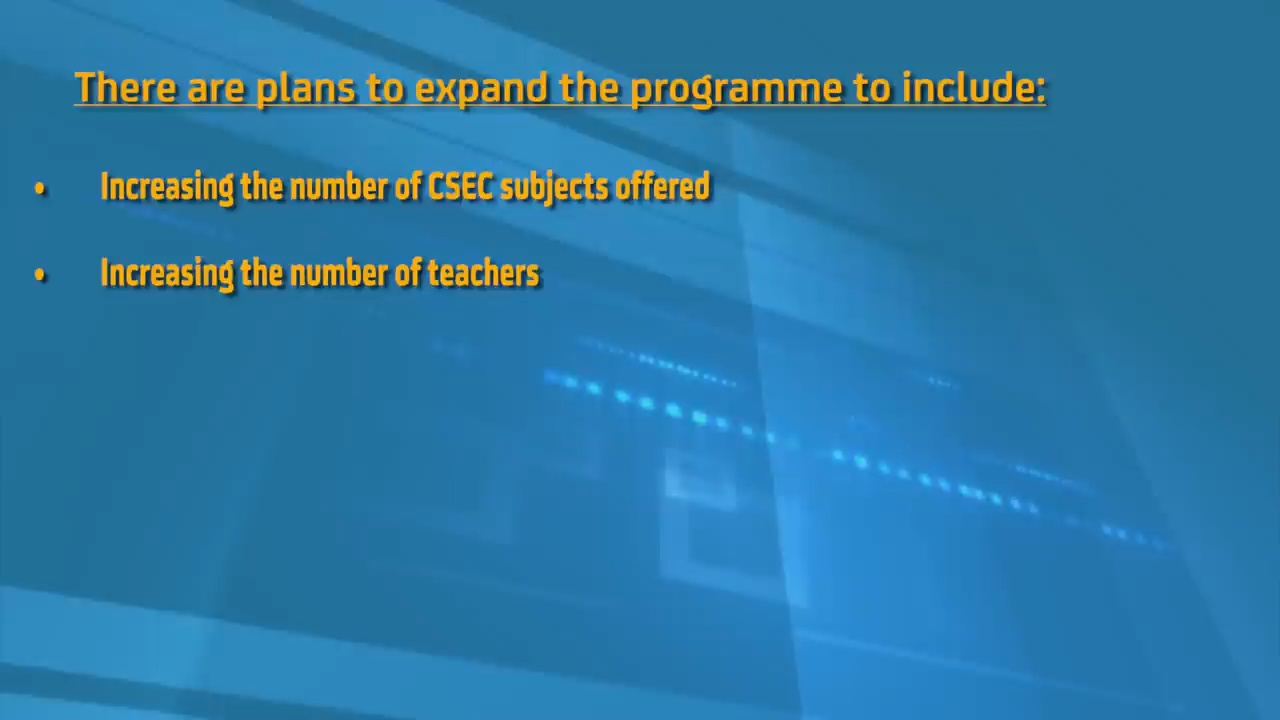 There are plans to expand the programme to include:
• Increasing the number of CSEC subjects offered
• Increasing the number of teachers